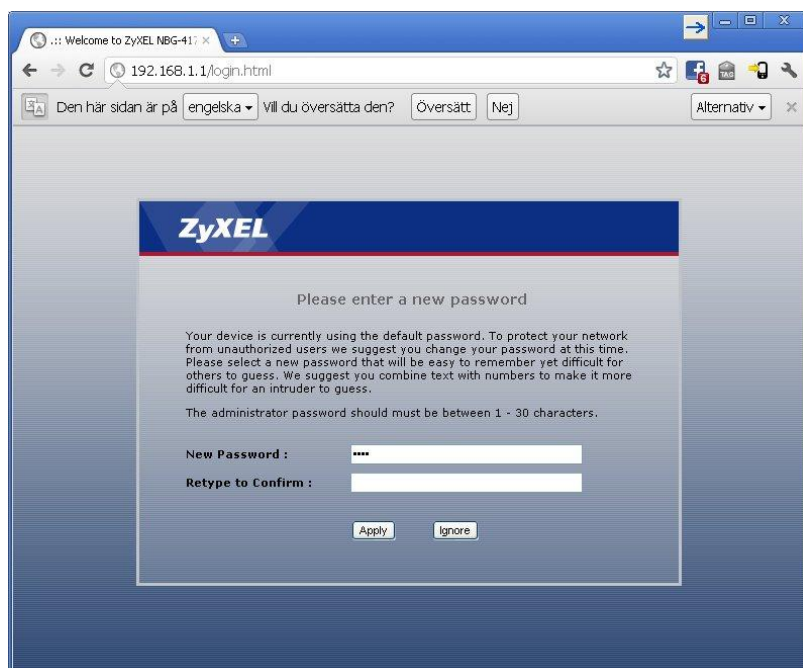 .:: Welcome to ZyXEL NBG-417
192.168.1.1/login.html
6
TAG
Den här sidan är på engelska Vill du översätta den? Översätt Nej Alternativ
ZyXEL
Please enter a new password
Your device is currently using the default password. To protect your network
from unauthorized users we suggest you change your password at this time.
Please select a new password that will be easy to remember yet difficult for
others to guess. We suggest you combine text with numbers to make it more
difficult for an intruder to guess.
The administrator password should must be between 1 - 30 characters.
New Password :
Retype to Confirm :
Apply Ignore